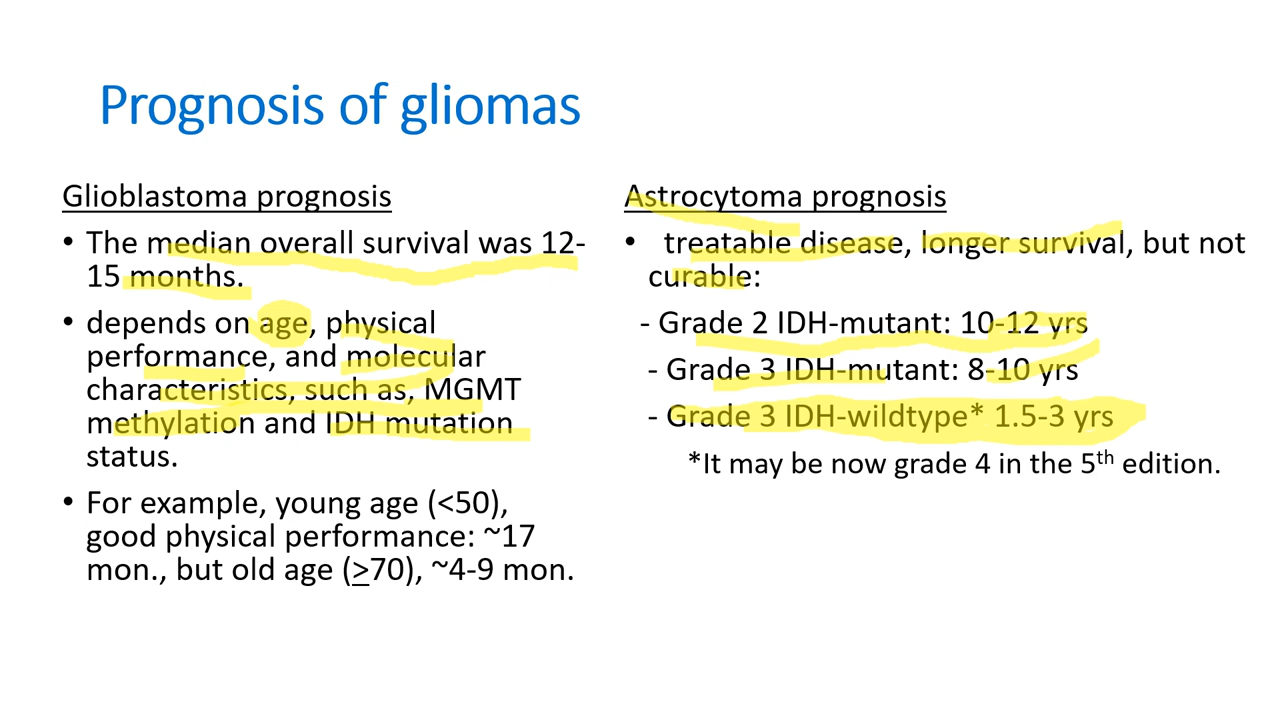 Prognosis of gliomas
Glioblastoma prognosis
• The median overall survival was 12-
15 months.
• depends on age, physical
performance, and molecular
characteristics, such as, MGMT
methylation and IDH mutation
status.
• For example, young age (<50),
good physical performance: ~17
mon., but old age (≥70), ~4-9 mon.
Astrocytoma prognosis
• treatable disease, longer survival, but not
curable:
- Grade 2 IDH-mutant: 10-12 yrs
- Grade 3 IDH-mutant: 8-10 yrs
- Grade 3 IDH-wildtype* 1.5-3 yrs
*It may be now grade 4 in the 5th edition.